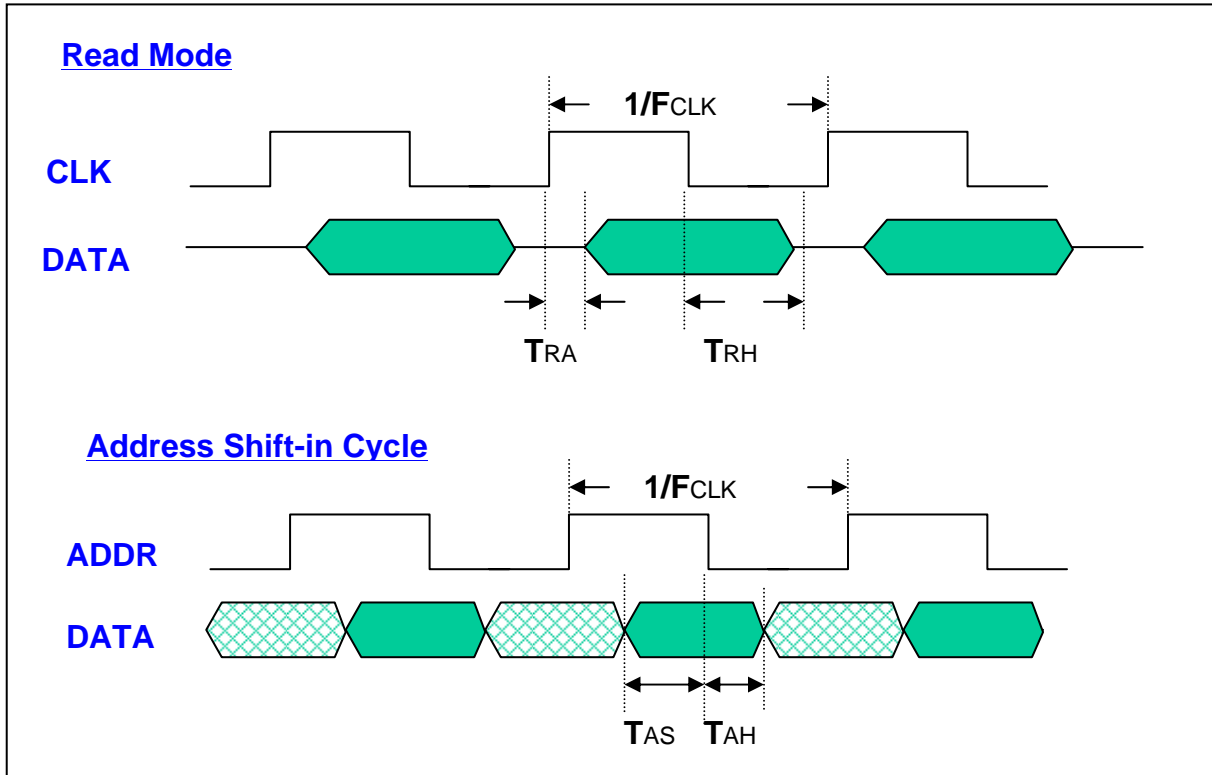 Read Mode
1/FCLK
CLK
DATA
TRA TRH
Address Shift-in Cycle
1/FCLK
ADDR
DATA
TAS TAH